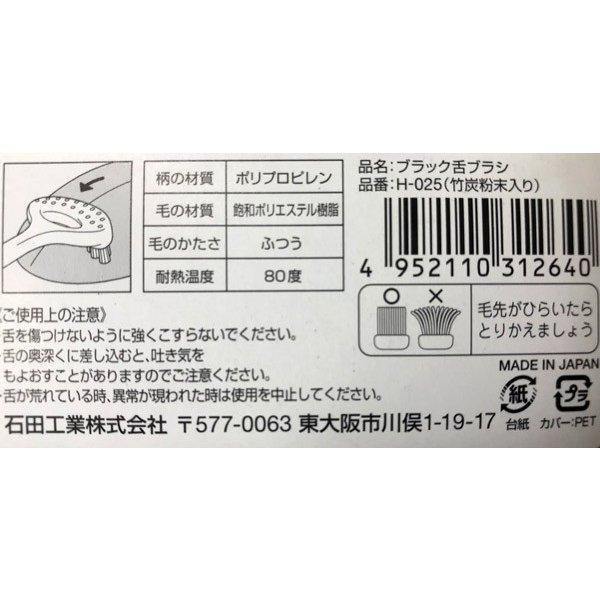 柄の材質 ポリプロピレン
毛の材質 飽和ポリエステル樹脂
毛のかたさ ふつう
耐熱温度 80度
品名:ブラック舌ブラシ
品番:H-025(竹炭粉末入り)
4 952110 312640
○ ×
毛先がひらいたら
とりかえましょう
《ご使用上の注意》
・舌を傷つけないように強くこすらないでください。
・舌の奥深くに差し込むと、吐き気を
もよおすことがありますのでご注意ください。
・舌が荒れている時、異常が現われた時は使用を中止してください。
MADE IN JAPAN
紙 プラ
台紙 カバー:PET
石田工業株式会社 〒577-0063 東大阪市川俣1-19-17